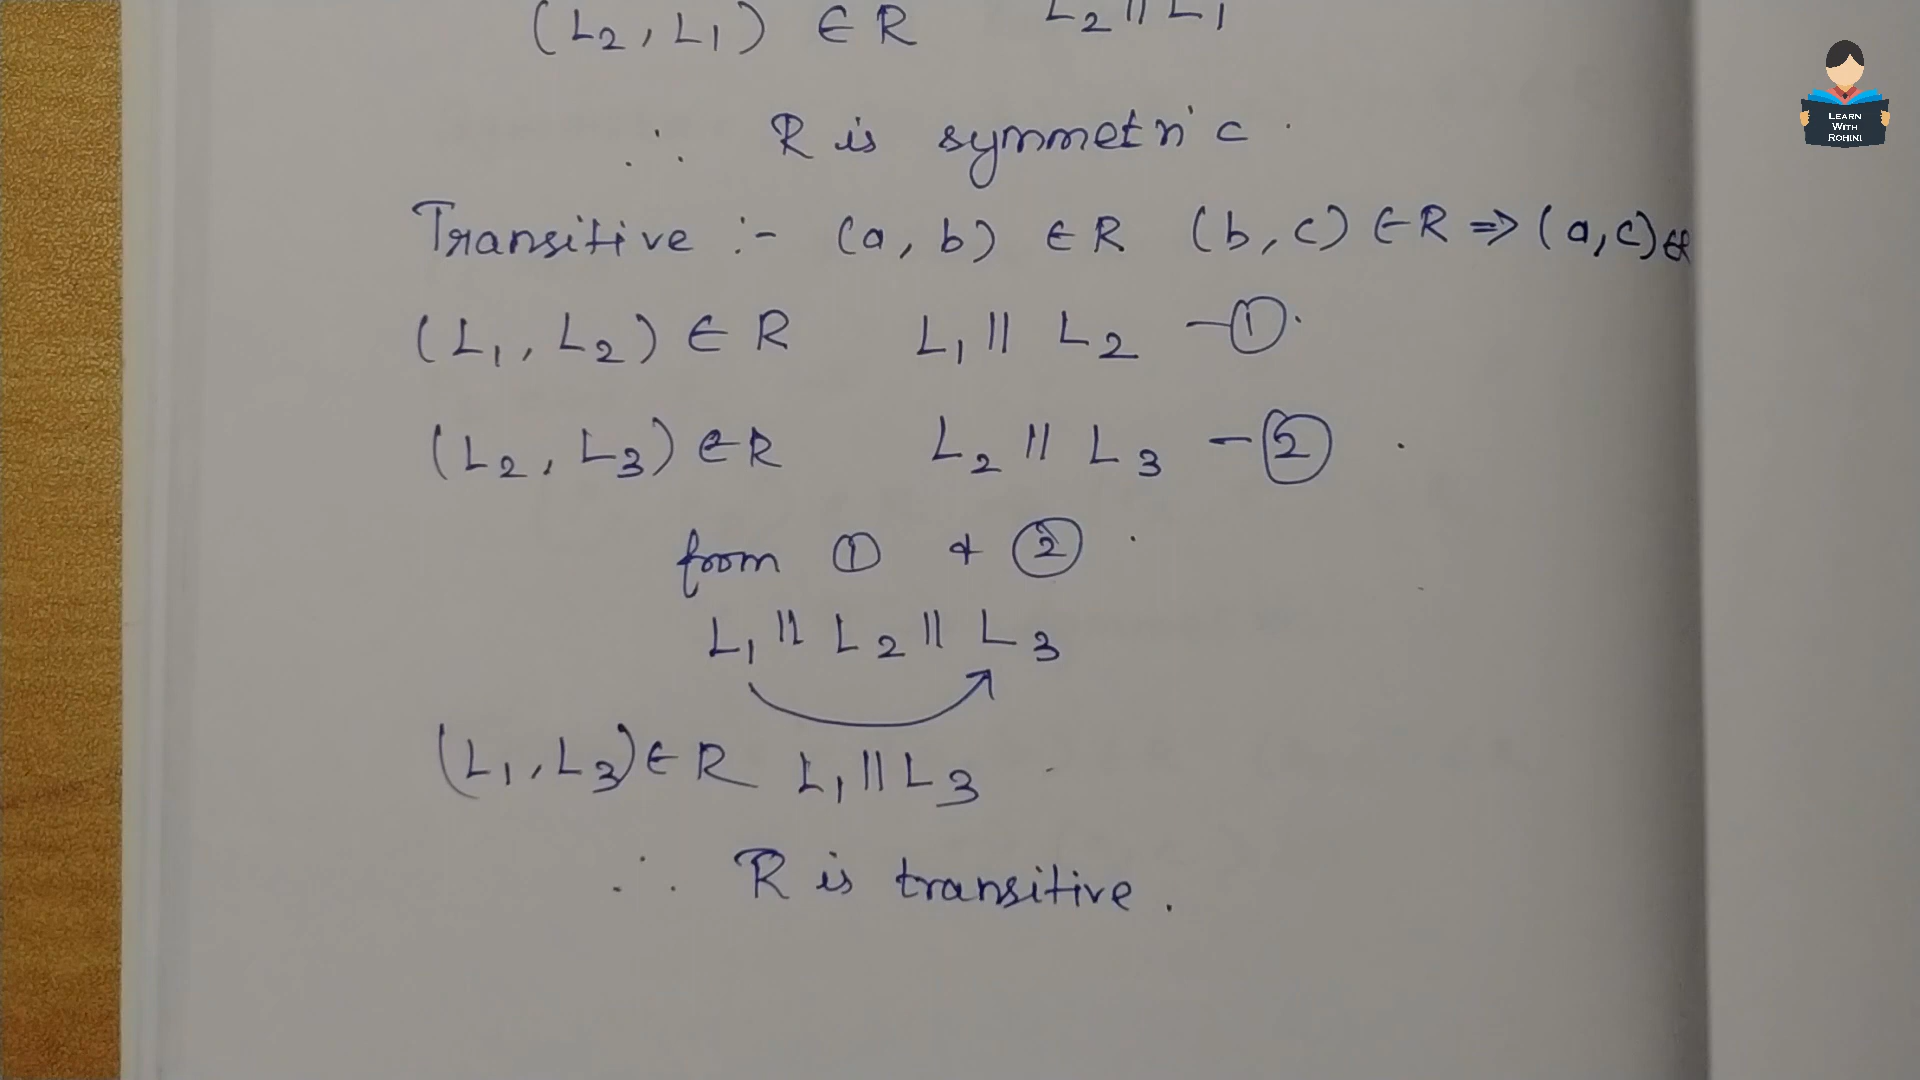 (L₂, L₁) ∈ R L₂ || L₁
∴ R is symmetric.
Transitive :- (a, b) ∈ R (b, c) ∈ R ⇒ (a, c) ∈ R
(L₁, L₂) ∈ R L₁ || L₂ - ①
(L₂, L₃) ∈ R L₂ || L₃ - ②
from ① & ②
L₁ || L₂ || L₃
(L₁, L₃) ∈ R L₁ || L₃
∴ R is transitive.
LEARN
WITH
ROHINI